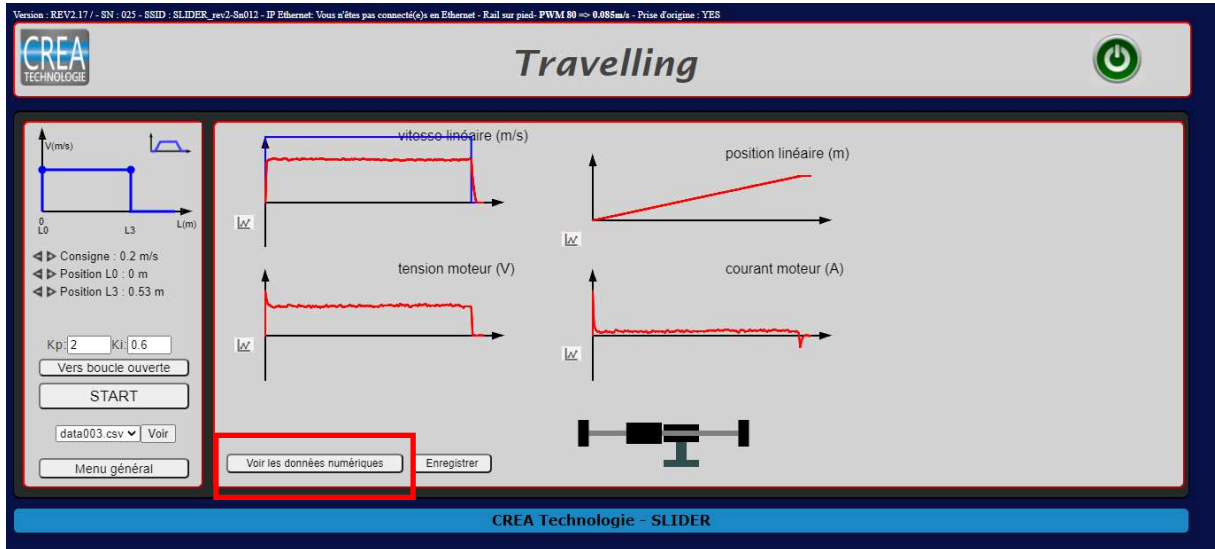 Version : REV2.17 / - SN : 025 - SSID : SLIDER_rev2-Sn012 - IP Ethernet: Vous n'êtes pas connecté(e)s en Ethernet - Rail sur pied- PWM 80 => 0.085m/s - Prise d'origine : YES
CREA
TECHNOLOGIE
Travelling
V(m/s)
0
L0
L3
L(m)
Consigne : 0.2 m/s
Position L0 : 0 m
Position L3 : 0.53 m
Kp: 2 Ki: 0.6
Vers boucle ouverte
START
data003.csv Voir
Menu général
vitesse linéaire (m/s)
position linéaire (m)
tension moteur (V)
courant moteur (A)
Voir les données numériques
Enregistrer
CREA Technologie - SLIDER